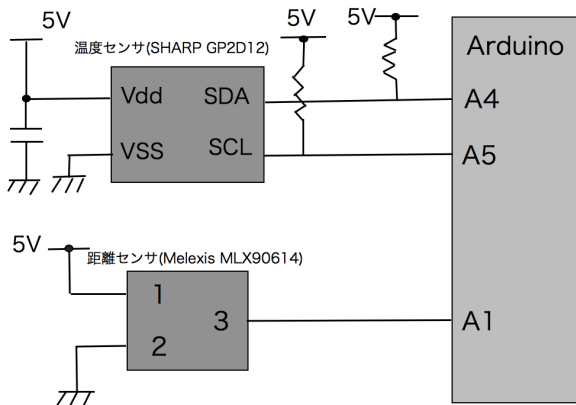 5V
温度センサ(SHARP GP2D12)
5V
5V
Arduino
Vdd
SDA
A4
VSS
SCL
A5
5V
距離センサ(Melexis MLX90614)
1
2
3
A1